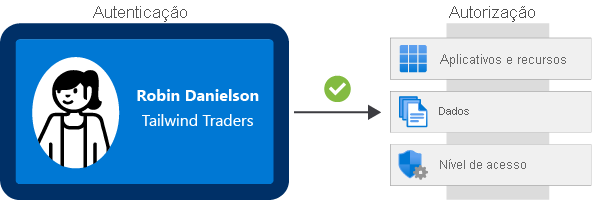 Autenticação
Autorização
Robin Danielson
Tailwind Traders
Aplicativos e recursos
Dados
Nível de acesso